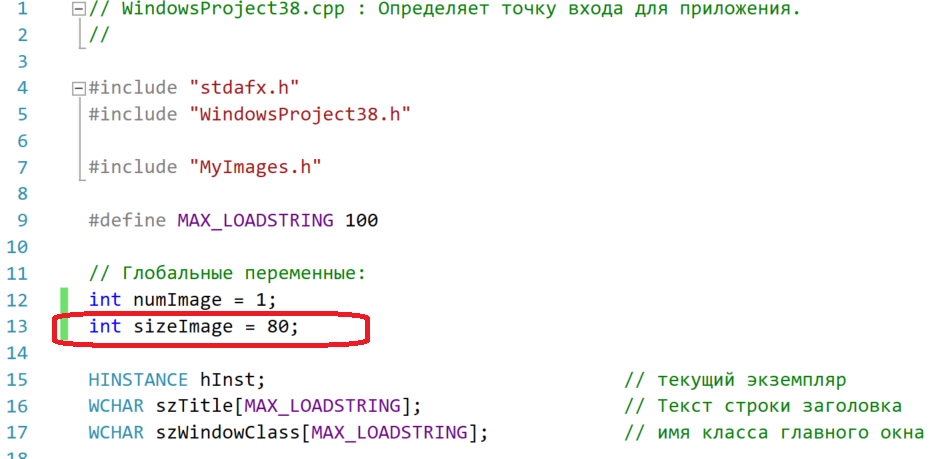 1 // WindowsProject38.cpp : Определяет точку входа для приложения.
2 //
3
4 #include "stdafx.h"
5 #include "WindowsProject38.h"
6
7 #include "MyImages.h"
8
9 #define MAX_LOADSTRING 100
10
11 // Глобальные переменные:
12 int numImage = 1;
13 int sizeImage = 80;
14
15 HINSTANCE hInst; // текущий экземпляр
16 WCHAR szTitle[MAX_LOADSTRING]; // Текст строки заголовка
17 WCHAR szWindowClass[MAX_LOADSTRING]; // имя класса главного окна
18